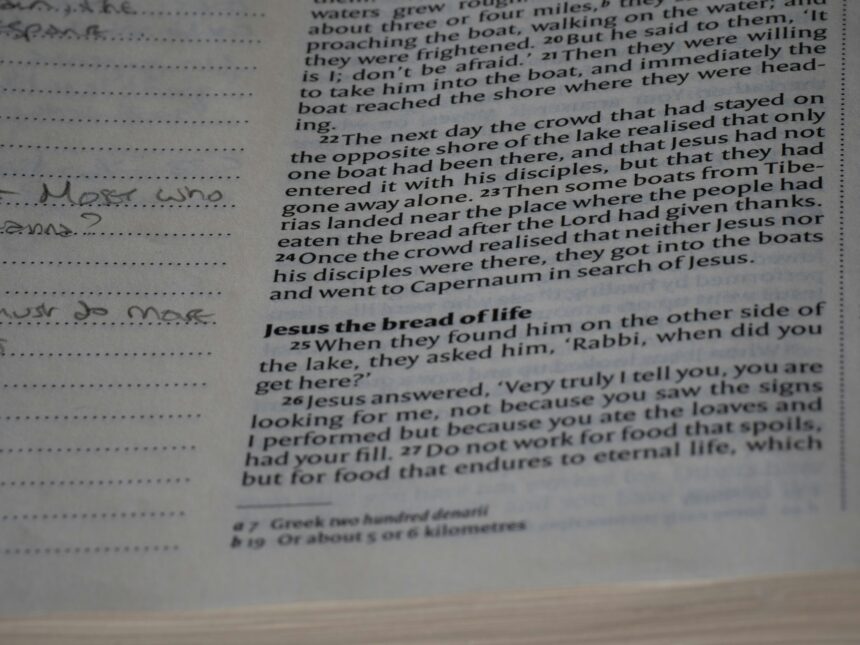 waters grew rough.
about three or four miles,b they
proaching the boat, walking on the water; and
they were frightened. 20 But he said to them, ‘It
is I; don’t be afraid.’ 21 Then they were willing
to take him into the boat, and immediately the
boat reached the shore where they were head-
ing.
22 The next day the crowd that had stayed on
the opposite shore of the lake realised that only
one boat had been there, and that Jesus had not
entered it with his disciples, but that they had
gone away alone. 23 Then some boats from Tibe-
rias landed near the place where the people had
eaten the bread after the Lord had given thanks.
24 Once the crowd realised that neither Jesus nor
his disciples were there, they got into the boats
and went to Capernaum in search of Jesus.
Jesus the bread of life
25 When they found him on the other side of
the lake, they asked him, ‘Rabbi, when did you
get here?’
26 Jesus answered, ‘Very truly I tell you, you are
looking for me, not because you saw the signs
I performed but because you ate the loaves and
had your fill. 27 Do not work for food that spoils,
but for food that endures to eternal life, which
a 7 Greek two hundred denarii
b 19 Or about 5 or 6 kilometres
the
Most who
must do more